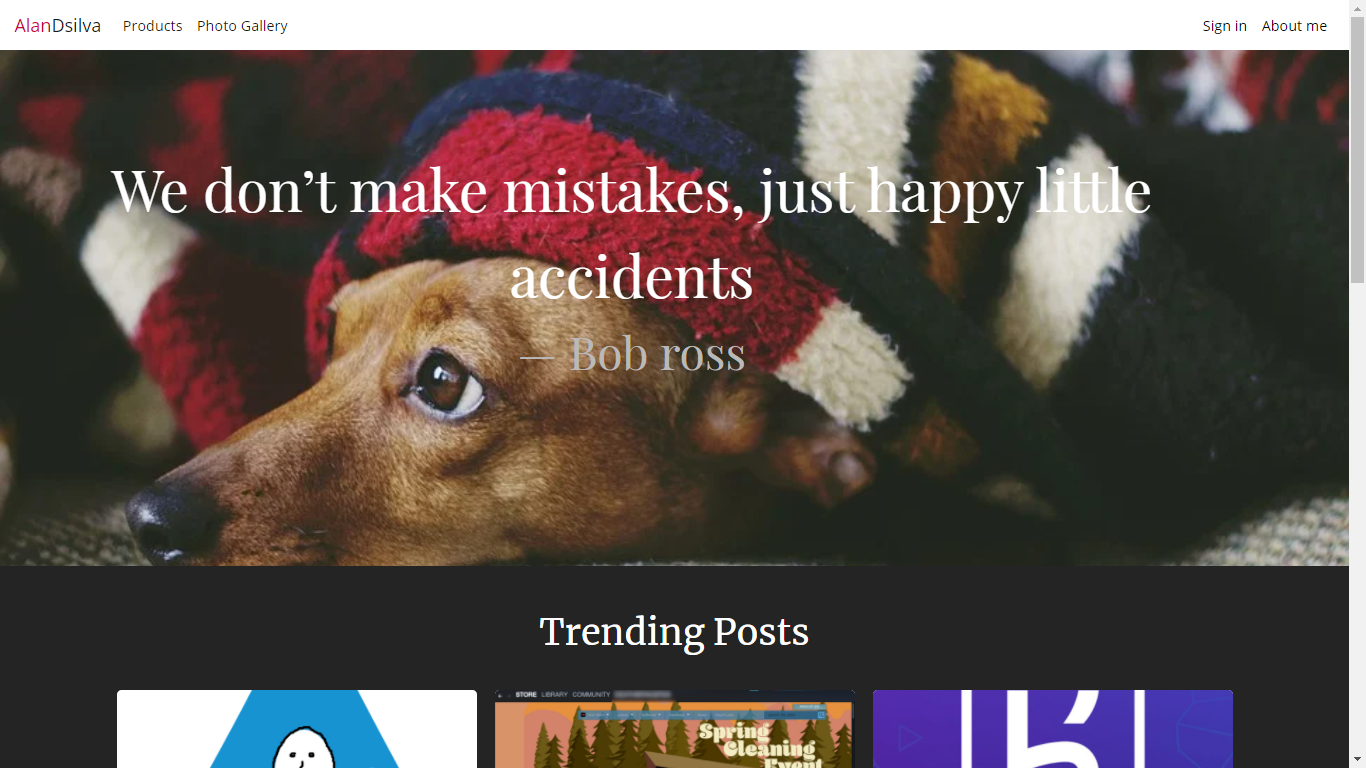 AlanDsilva Products Photo Gallery Sign in About me
We don’t make mistakes, just happy little
accidents
— Bob ross
Trending Posts
STORE LIBRARY COMMUNITY
Spring
Cleaning
Event